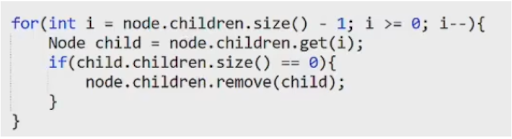 for(int i = node.children.size() - 1; i >= 0; i--){
    Node child = node.children.get(i);
    if(child.children.size() == 0){
        node.children.remove(child);
    }
}